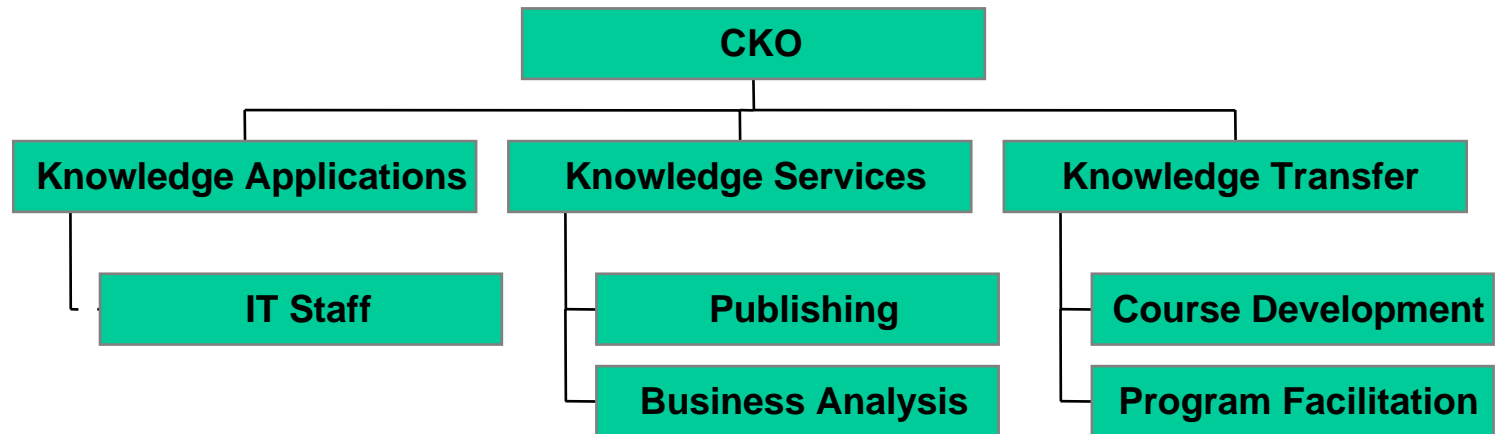 CKO
Knowledge Applications
Knowledge Services
Knowledge Transfer
IT Staff
Publishing
Course Development
Business Analysis
Program Facilitation